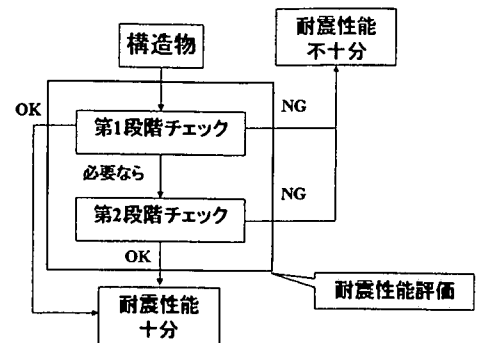 構造物
耐震性能
不十分
OK
NG
第1段階チェック
必要なら
NG
第2段階チェック
OK
耐震性能評価
耐震性能
十分